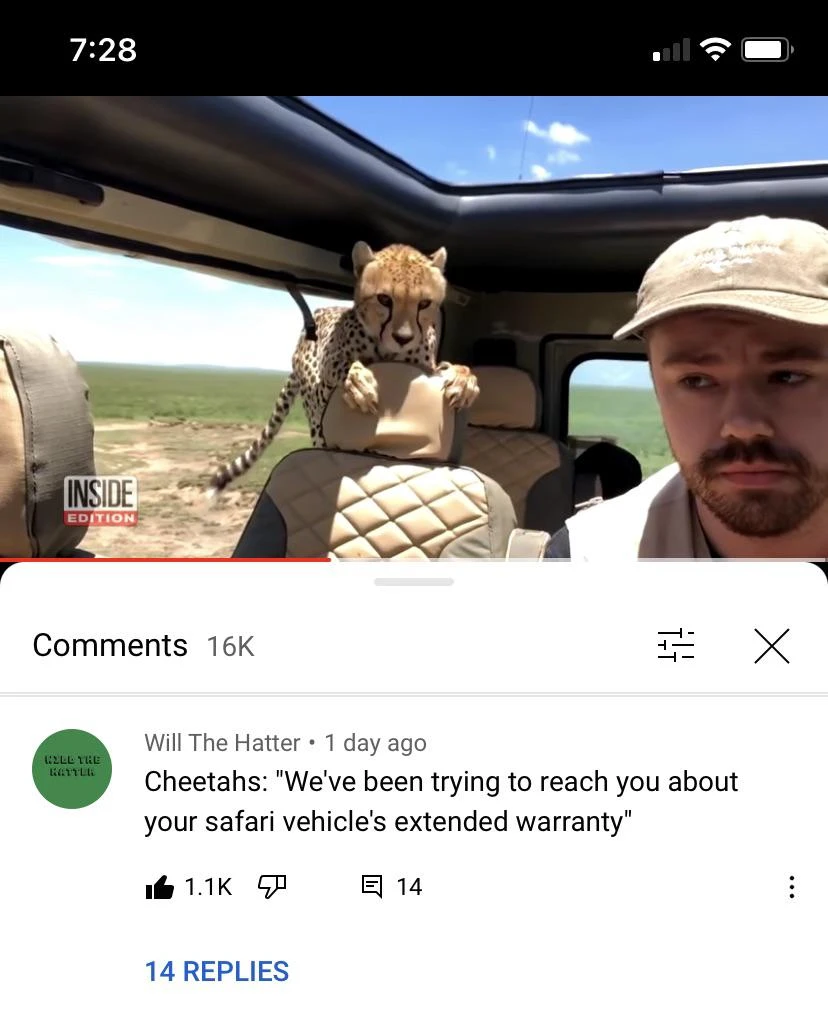 7:28
INSIDE
EDITION
Comments 16K
Will The Hatter • 1 day ago
WILL THE
HATTER
Cheetahs: "We've been trying to reach you about
your safari vehicle's extended warranty"
1.1K 14
14 REPLIES